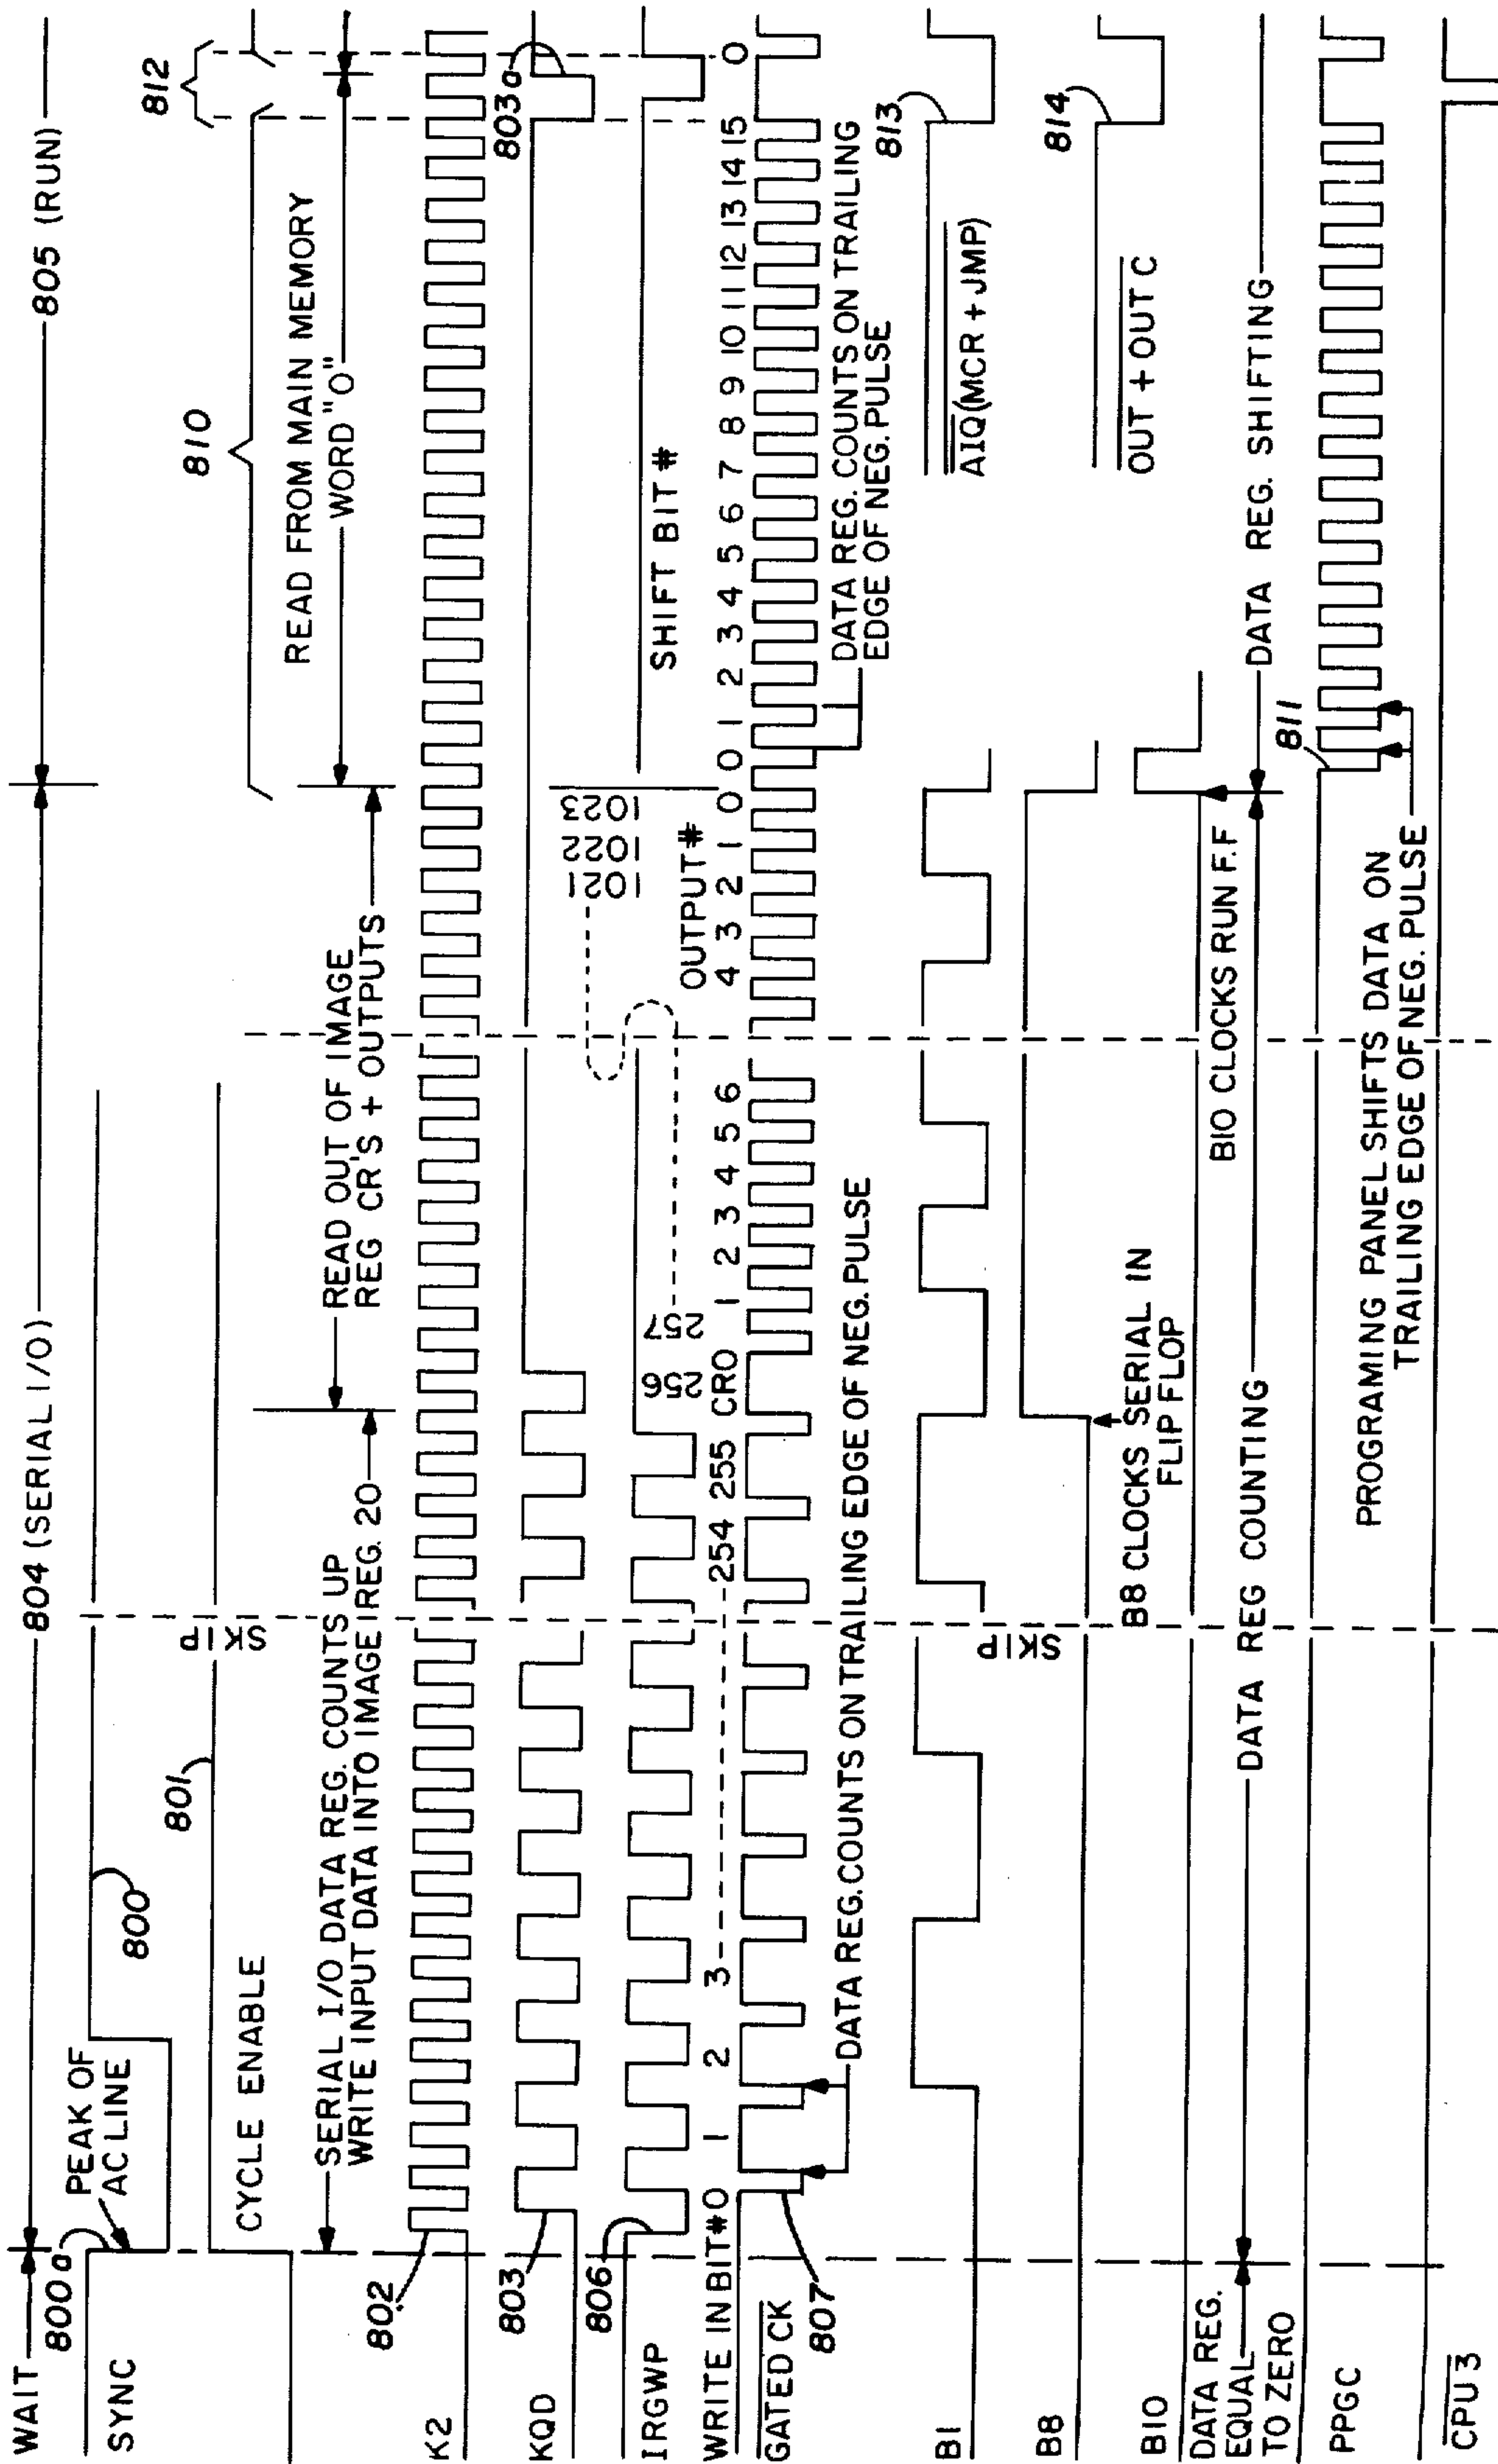 WAIT
804 (SERIAL I/O)
805 (RUN)
800a
PEAK OF
AC LINE
SYNC
800
801
CYCLE ENABLE
SKIP
810
812
SERIAL I/O DATA REG. COUNTS UP
WRITE INPUT DATA INTO IMAGE REG. 20
READ OUT OF IMAGE
REG CR'S + OUTPUTS
READ FROM MAIN MEMORY
WORD "0"
802
K2
803
KQD
803a
806
IRGWP
256
257
1021
1022
1023
SHIFT BIT #
OUTPUT #
WRITE IN BIT # 0 1 2 3 254 255 CRO 1 2 3 4 5 6 4 3 2 1 0 0 1 2 3 4 5 6 7 8 9 10 11 12 13 14 15 0
GATED CK
807
DATA REG. COUNTS ON TRAILING EDGE OF NEG. PULSE
DATA REG. COUNTS ON TRAILING
EDGE OF NEG. PULSE
B1
813
AIQ(MCR + JMP)
SKIP
B8
814
OUT + OUT C
B8 CLOCKS SERIAL IN
FLIP FLOP
B10
B10 CLOCKS RUN F.F
DATA REG.
EQUAL
TO ZERO
DATA REG COUNTING
DATA REG. SHIFTING
811
PPGC
PROGRAMING PANEL SHIFTS DATA ON
TRAILING EDGE OF NEG. PULSE
CPU 3